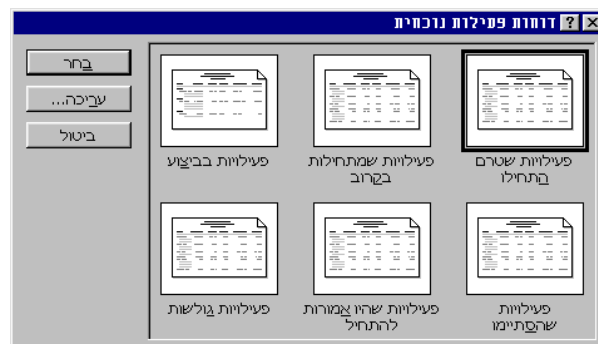 דוחות פעילות נוכחית
פעילויות שטרם
התחילו
פעילויות שמתחילות
בקרוב
פעילויות בביצוע
פעילויות
שהסתיימו
פעילויות שהיו אמורות
להתחיל
פעילויות גולשות
בחר
עריכה...
ביטול